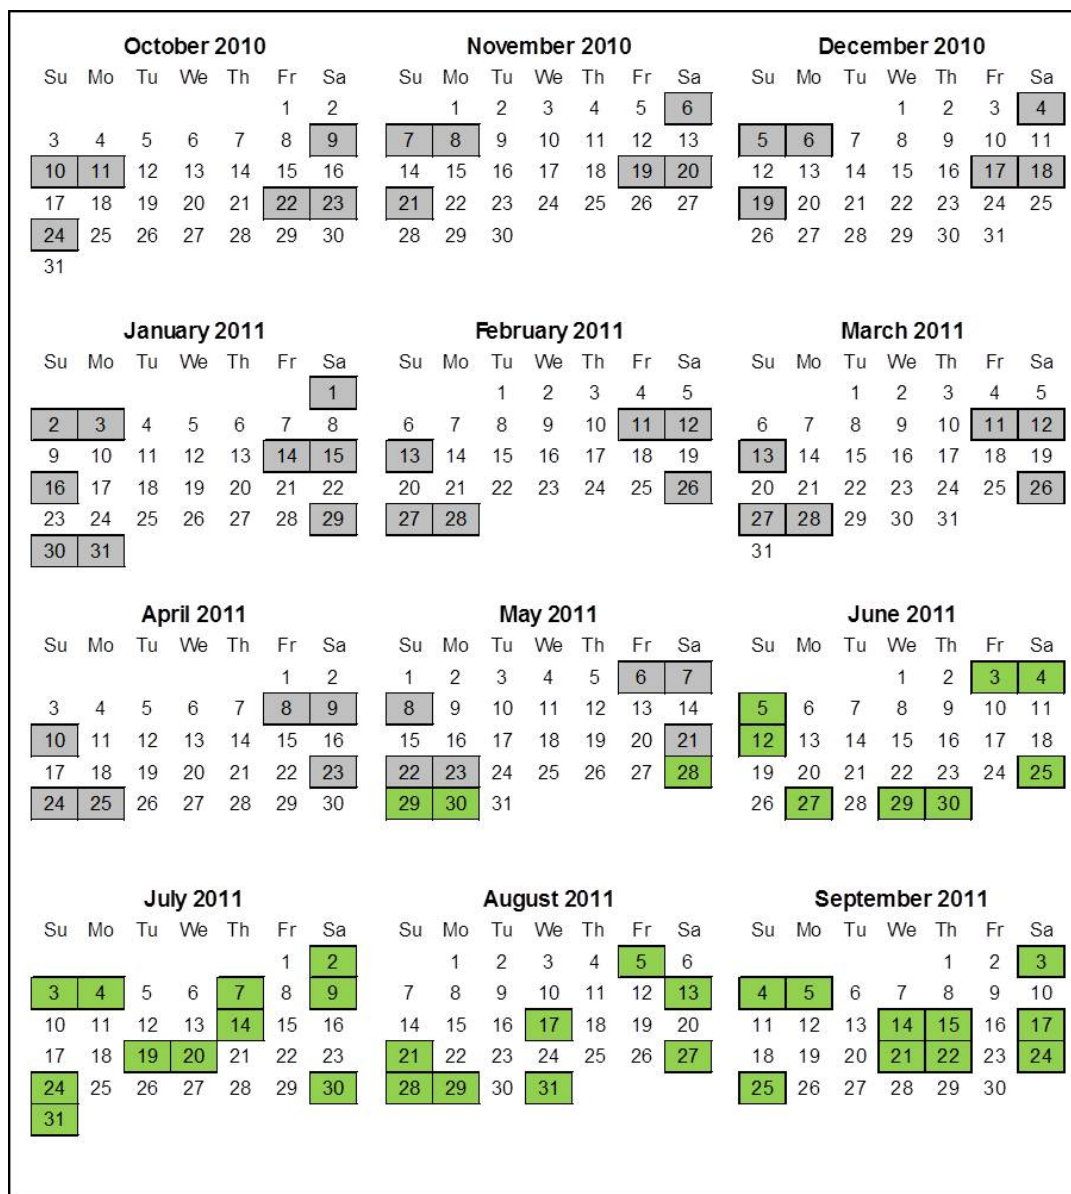 October 2010 November 2010 December 2010
Su Mo Tu We Th Fr Sa Su Mo Tu We Th Fr Sa Su Mo Tu We Th Fr Sa
1 2 1 2 3 4 5 6 1 2 3 4
3 4 5 6 7 8 9 7 8 9 10 11 12 13 5 6 7 8 9 10 11
10 11 12 13 14 15 16 14 15 16 17 18 19 20 12 13 14 15 16 17 18
17 18 19 20 21 22 23 21 22 23 24 25 26 27 19 20 21 22 23 24 25
24 25 26 27 28 29 30 28 29 30 26 27 28 29 30 31
31
January 2011 February 2011 March 2011
Su Mo Tu We Th Fr Sa Su Mo Tu We Th Fr Sa Su Mo Tu We Th Fr Sa
1 1 2 3 4 5 1 2 3 4 5
2 3 4 5 6 7 8 6 7 8 9 10 11 12 6 7 8 9 10 11 12
9 10 11 12 13 14 15 13 14 15 16 17 18 19 13 14 15 16 17 18 19
16 17 18 19 20 21 22 20 21 22 23 24 25 26 20 21 22 23 24 25 26
23 24 25 26 27 28 29 27 28 27 28 29 30 31
30 31 31
April 2011 May 2011 June 2011
Su Mo Tu We Th Fr Sa Su Mo Tu We Th Fr Sa Su Mo Tu We Th Fr Sa
1 2 1 2 3 4 5 6 7 1 2 3 4
3 4 5 6 7 8 9 8 9 10 11 12 13 14 5 6 7 8 9 10 11
10 11 12 13 14 15 16 15 16 17 18 19 20 21 12 13 14 15 16 17 18
17 18 19 20 21 22 23 22 23 24 25 26 27 28 19 20 21 22 23 24 25
24 25 26 27 28 29 30 29 30 31 26 27 28 29 30
July 2011 August 2011 September 2011
Su Mo Tu We Th Fr Sa Su Mo Tu We Th Fr Sa Su Mo Tu We Th Fr Sa
1 2 1 2 3 4 5 6 1 2 3
3 4 5 6 7 8 9 7 8 9 10 11 12 13 4 5 6 7 8 9 10
10 11 12 13 14 15 16 14 15 16 17 18 19 20 11 12 13 14 15 16 17
17 18 19 20 21 22 23 21 22 23 24 25 26 27 18 19 20 21 22 23 24
24 25 26 27 28 29 30 28 29 30 31 25 26 27 28 29 30
31